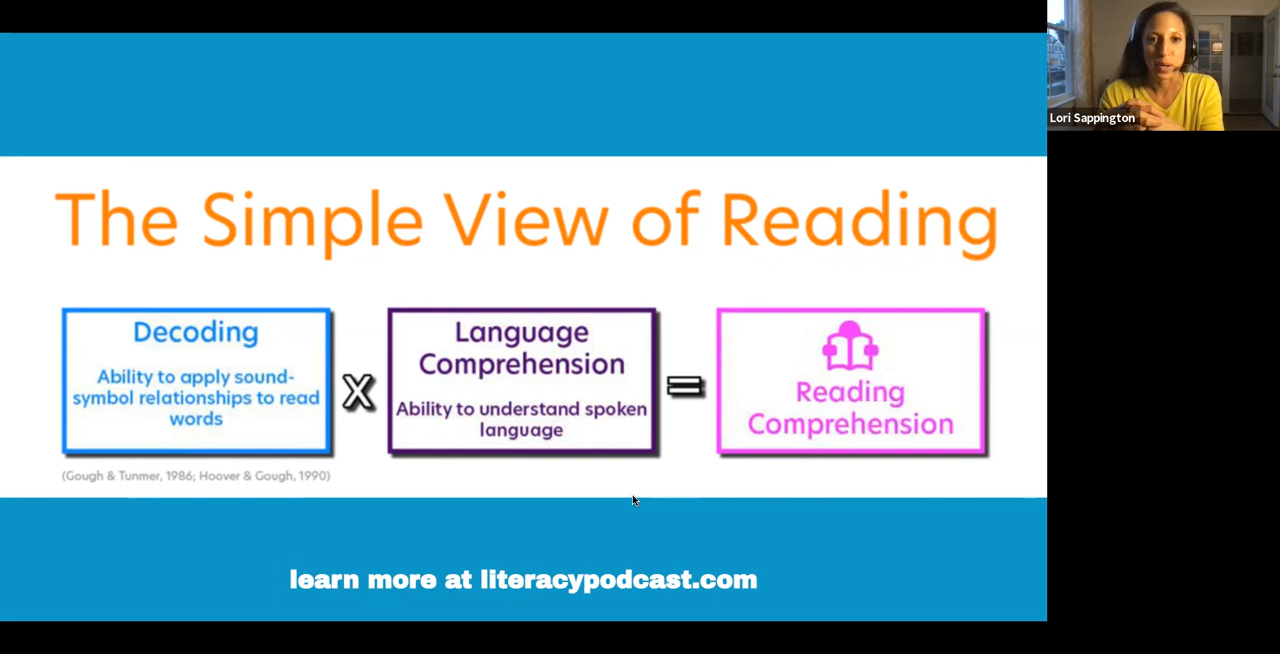 The Simple View of Reading
Decoding
Ability to apply sound-
symbol relationships to read
words
x
Language
Comprehension
Ability to understand spoken
language
=
Reading
Comprehension
(Gough & Tunmer, 1986; Hoover & Gough, 1990)
learn more at literacypodcast.com
Lori Sappington